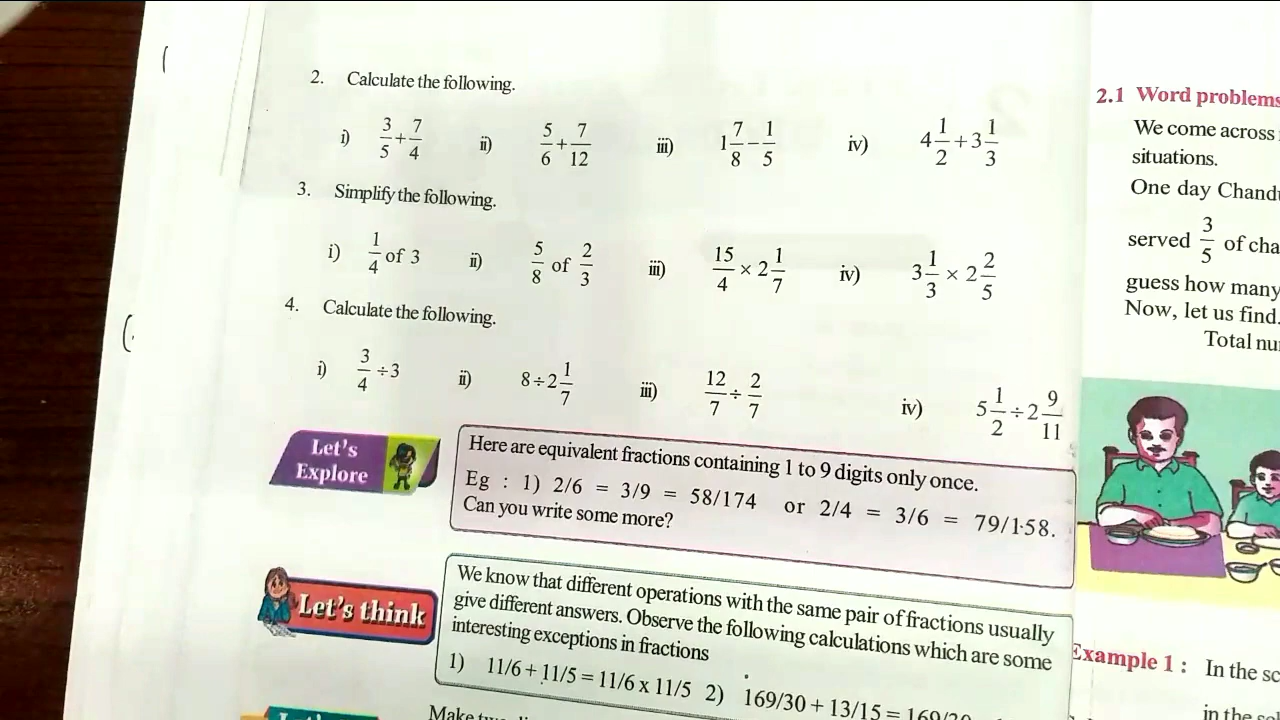 2. Calculate the following.
i) 3/5 + 7/4 ii) 5/6 + 7/12 iii) 1 7/8 − 1/5 iv) 4 1/2 + 3 1/3
3. Simplify the following.
i) 1/4 of 3 ii) 5/8 of 2/3 iii) 15/4 × 2 1/7 iv) 3 1/3 × 2 2/5
4. Calculate the following.
i) 3/4 ÷ 3 ii) 8 ÷ 2 1/7 iii) 12/7 ÷ 2/7 iv) 5 1/2 ÷ 2 9/11
Let's
Explore
Here are equivalent fractions containing 1 to 9 digits only once.
Eg : 1) 2/6 = 3/9 = 58/174 or 2/4 = 3/6 = 79/158.
Can you write some more?
Let's think
We know that different operations with the same pair of fractions usually
give different answers. Observe the following calculations which are some
interesting exceptions in fractions
1) 11/6 + 11/5 = 11/6 x 11/5 2) 169/30 + 13/15 = 169/30
Make
2.1 Word problems
We come across
situations.
One day
served 3/5 of
guess how many
Now, let us find.
Total
Example 1 : In the
in the